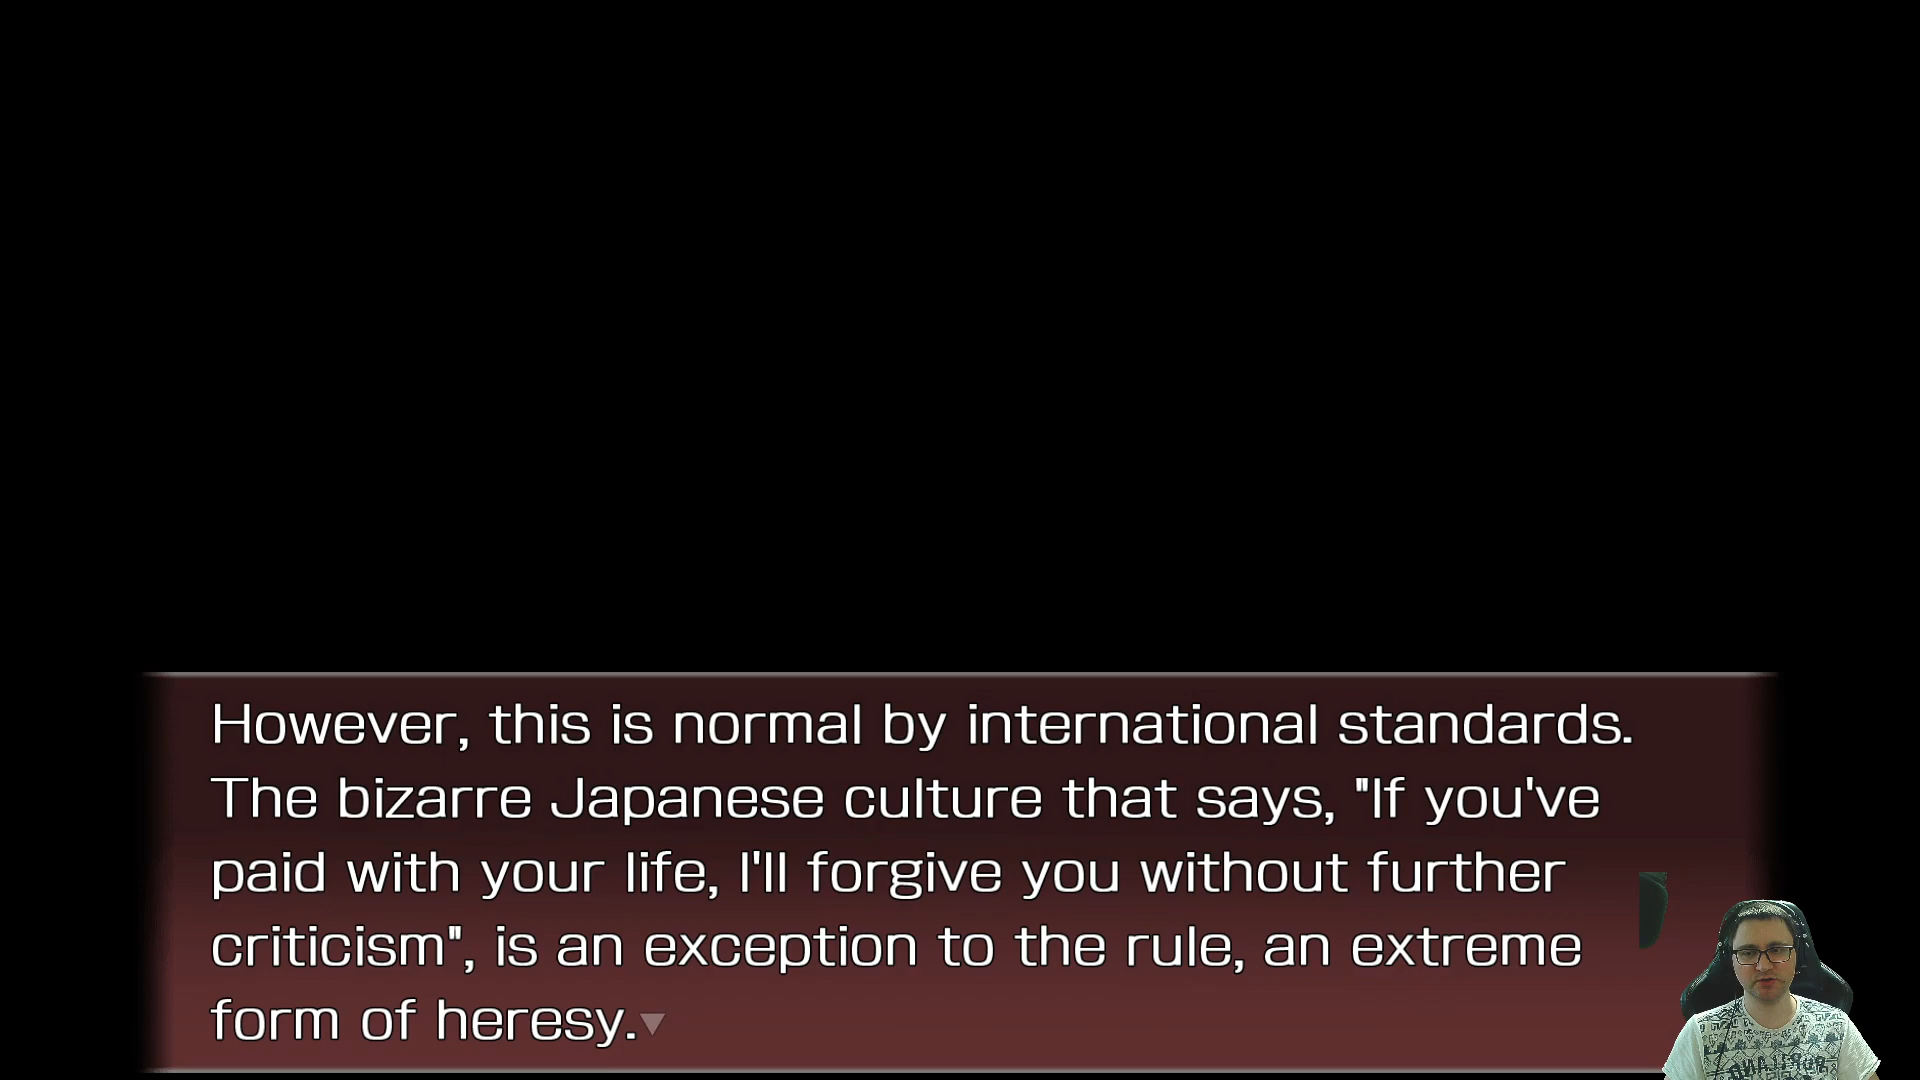 However, this is normal by international standards.
The bizarre Japanese culture that says, "If you've
paid with your life, I'll forgive you without further
criticism", is an exception to the rule, an extreme
form of heresy.